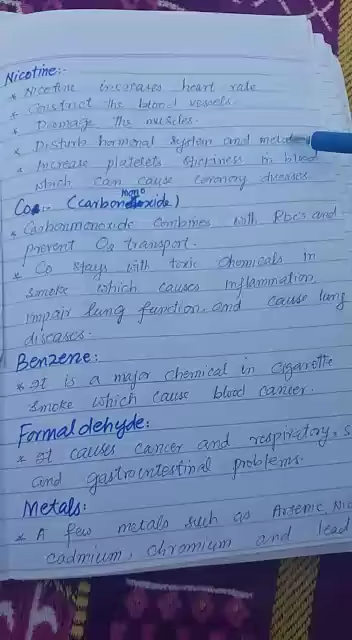 Nicotine:-
* Nicotine increases heart rate
* Constrict the blood vessels.
* Damage the muscles.
* Disturb hormonal system and
* Increase platelets stickiness in blood
which can cause coronary diseases.
Co:- (carbon monoxide)
* Carbonmonoxide combines with Rbcs and
prevent O2 transport.
* Co stays with toxic chemicals in
smoke which causes inflammation,
impair lung function. and cause lung
diseases.
Benzene:
* It is a major chemical in cigarette
smoke which cause blood cancer.
Formaldehyde:
* It causes cancer and respiratory, s
and gastrointestinal problems.
Metals:
* A few metals such as Arsenic, Nic
cadmium, chromium and lead